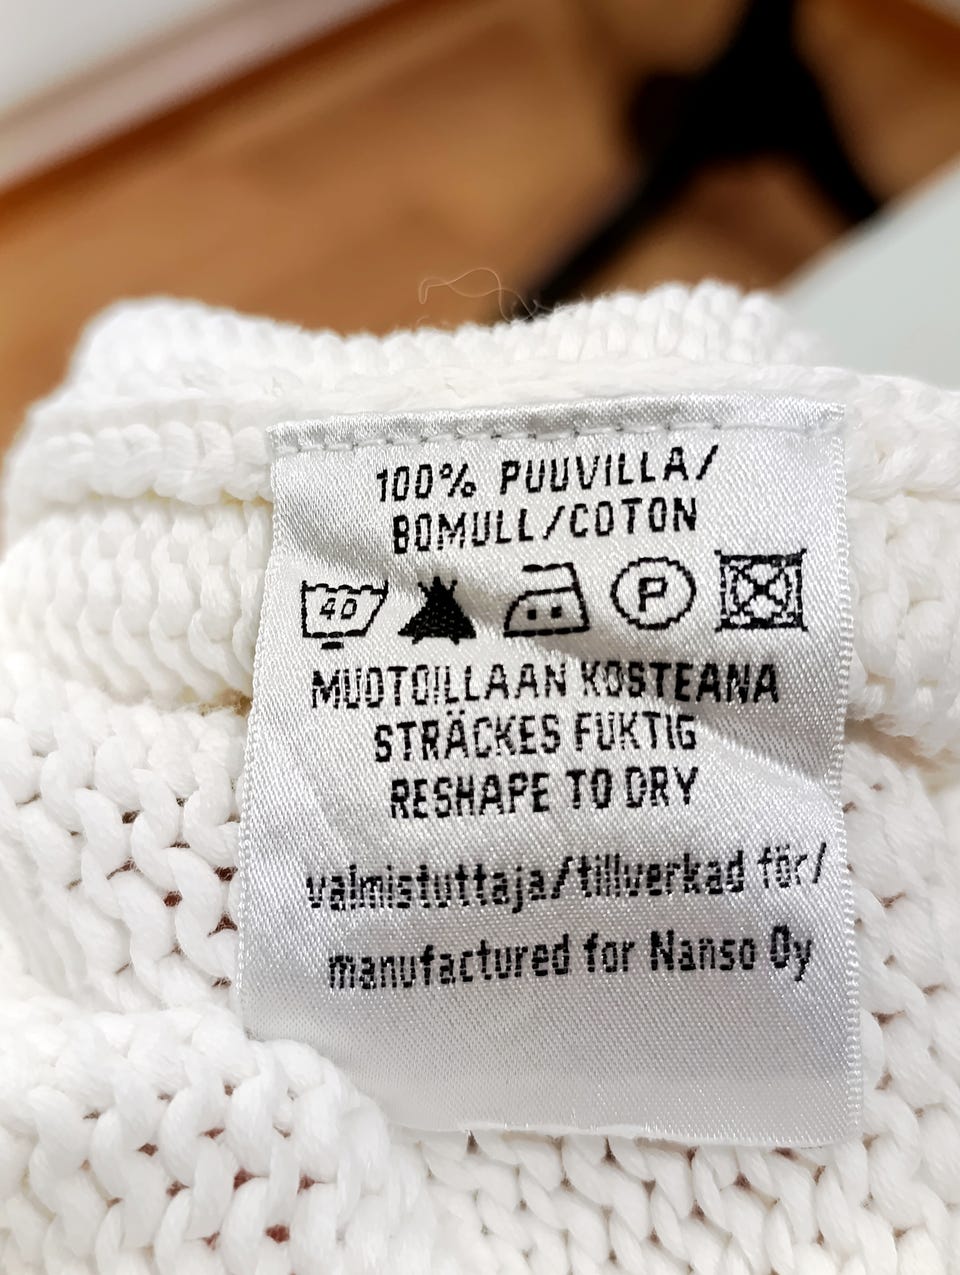 100% PUUVILLA/
BOMULL/COTON
40 P
MUOTOILLAAN KOSTEANA
STRÄCKES FUKTIG
RESHAPE TO DRY
valmistuttaja/tillverkad för/
manufactured for Nanso Oy